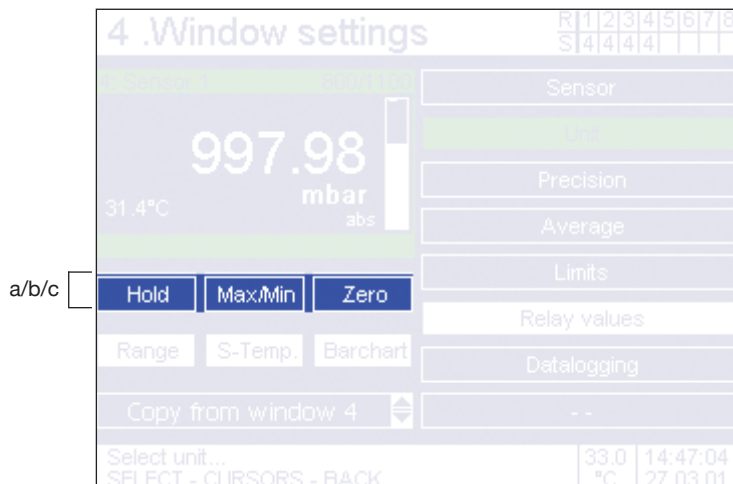 4 .Window settings
R 1 2 3 4 5 6 7 8
S 4 4 4 4
4: Sensor 1 800/1100
997.98
mbar
31.4°C
abs
Sensor
Unit
Precision
Average
Limits
Relay values
Datalogging
- -
a/b/c
Hold Max/Min Zero
Range S-Temp. Barchart
Copy from window 4
Select unit...
SELECT - CURSORS - BACK
33.0 °C
14:47:04
27.03.01